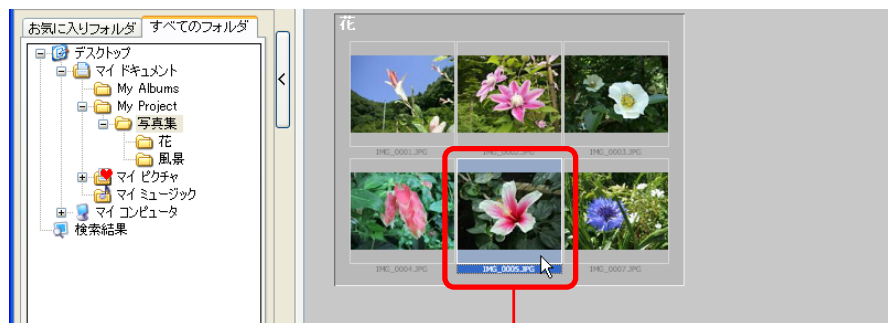 お気に入りフォルダ すべてのフォルダ
デスクトップ
マイ ドキュメント
My Albums
My Project
写真集
花
風景
マイ ピクチャ
マイ ミュージック
マイ コンピュータ
検索結果
<
花
IMG_0001.JPG IMG_0002.JPG IMG_0003.JPG
IMG_0004.JPG IMG_0005.JPG IMG_0007.JPG